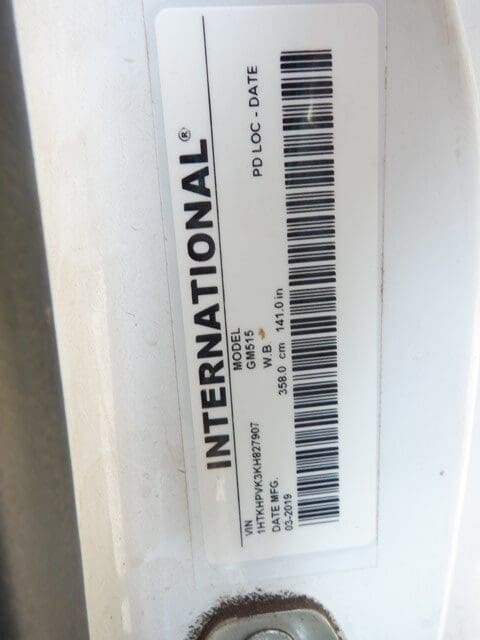 INTERNATIONAL®
VIN MODEL
1HTKHPVK3KH827907 GM515
DATE MFG. W.B. PD LOC - DATE
03-2019 358.0 cm 141.0 in